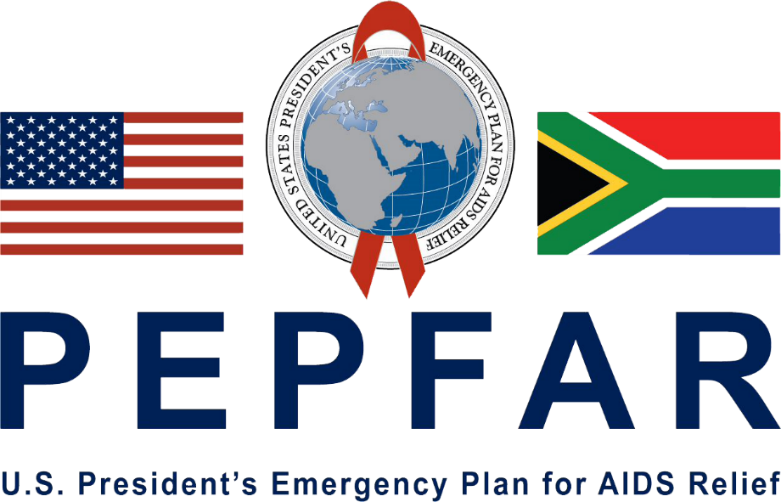 UNITED STATES PRESIDENT'S EMERGENCY PLAN FOR AIDS RELIEF
PEPFAR
U.S. President's Emergency Plan for AIDS Relief